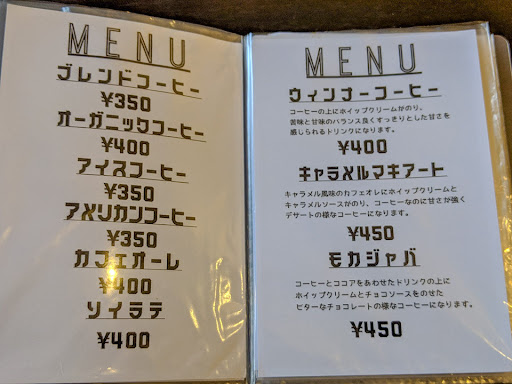 MENU
ブレンドコーヒー
¥350
オーガニックコーヒー
¥400
アイスコーヒー
¥350
アメリカンコーヒー
¥350
カフェオーレ
¥400
ソイラテ
¥400
MENU
ウィンナーコーヒー
コーヒーの上にホイップクリームがのり、
苦味と甘味のバランス良くすっきりとした甘さを
感じられるドリンクになります。
¥400
キャラメルマキアート
キャラメル風味のカフェオレにホイップクリームと
キャラメルソースがのり、コーヒーなのに甘さが強く
デザートの様なコーヒーになります。
¥450
モカジャバ
コーヒーとココアをあわせたドリンクの上に
ホイップクリームとチョコソースをのせた
ビターなチョコレートの様なコーヒーになります。
¥450